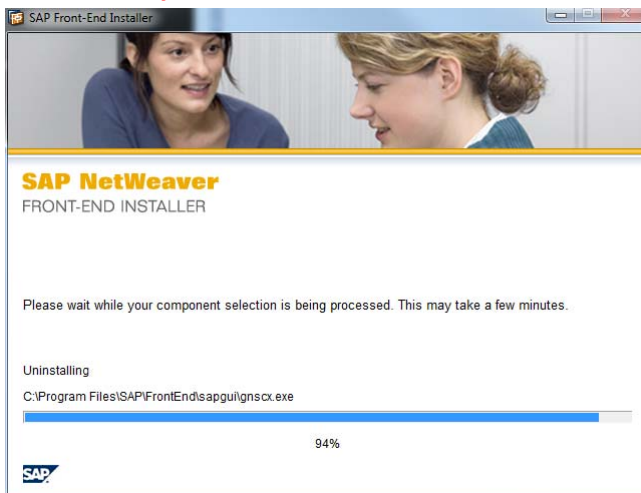 SAP Front-End Installer
SAP NetWeaver
FRONT-END INSTALLER
Please wait while your component selection is being processed. This may take a few minutes.
Uninstalling
C:\Program Files\SAP\FrontEnd\sapgui\gnscx.exe
94%
SAP